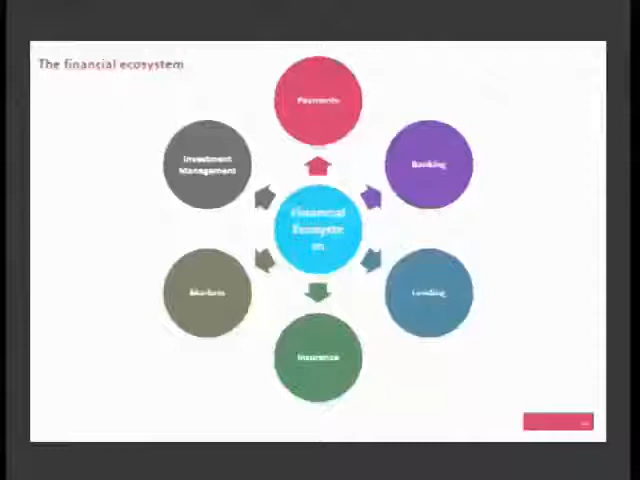 The financial ecosystem
Payments
Investment
Management
Banking
Financial
Ecosyste
m
Markets
Lending
Insurance